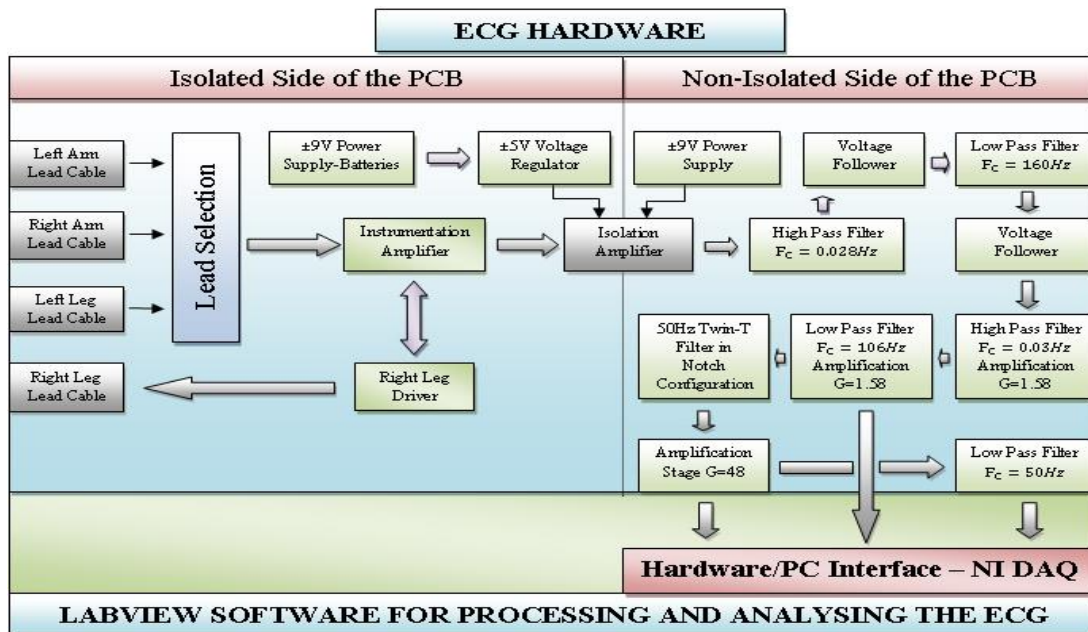 ECG HARDWARE
Isolated Side of the PCB
Non-Isolated Side of the PCB
Left Arm
Lead Cable
Right Arm
Lead Cable
Left Leg
Lead Cable
Right Leg
Lead Cable
Lead Selection
±9V Power
Supply-Batteries
±5V Voltage
Regulator
Instrumentation
Amplifier
Right Leg
Driver
Isolation
Amplifier
±9V Power
Supply
High Pass Filter
F_C = 0.028Hz
Voltage
Follower
Low Pass Filter
F_C = 160Hz
Voltage
Follower
High Pass Filter
F_C = 0.03Hz
Amplification
G=1.58
Low Pass Filter
F_C = 106Hz
Amplification
G=1.58
50Hz Twin-T
Filter in
Notch
Configuration
Amplification
Stage G=48
Low Pass Filter
F_C = 50Hz
Hardware/PC Interface – NI DAQ
LABVIEW SOFTWARE FOR PROCESSING AND ANALYSING THE ECG